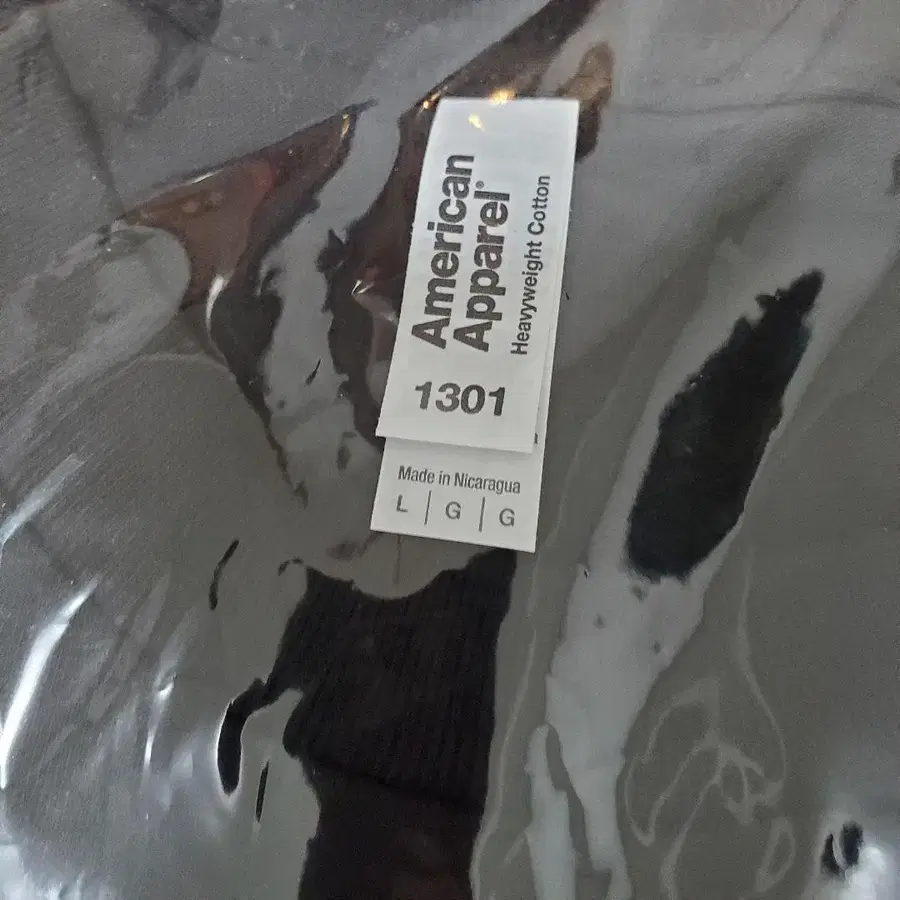 American
Apparel®
Heavyweight Cotton
1301
Made in Nicaragua
L | G | G